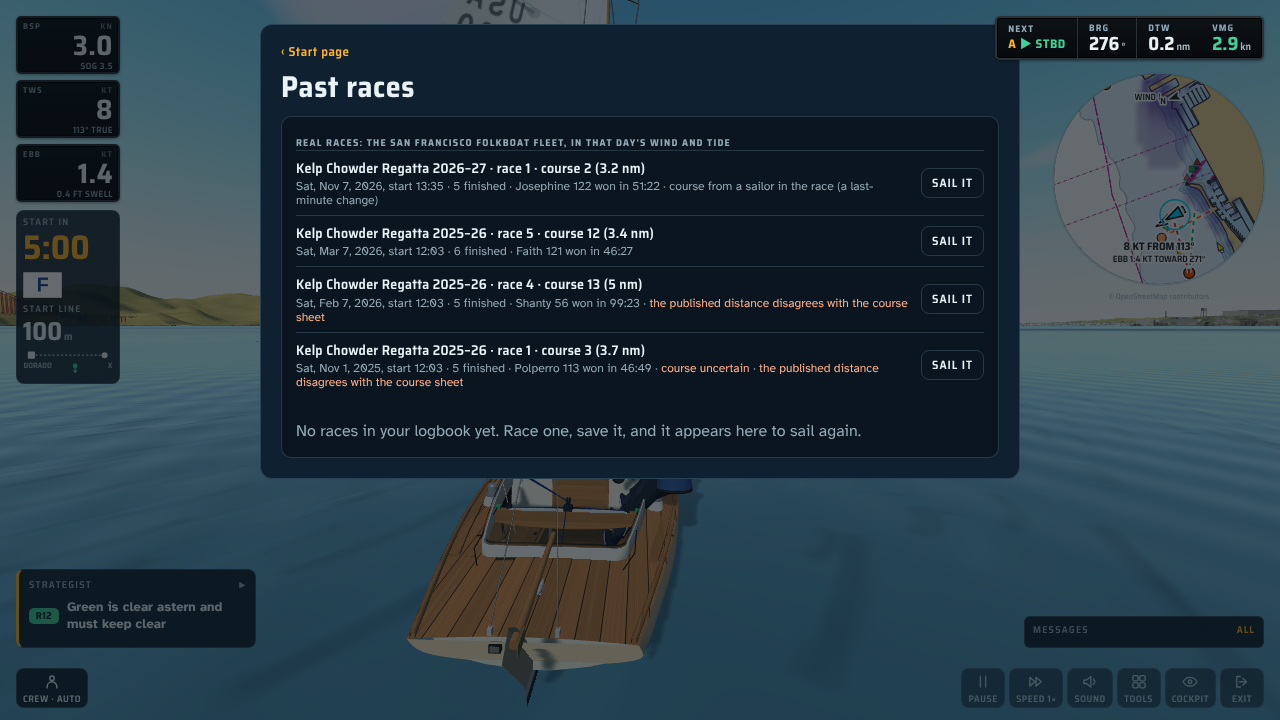 BSP KN
3.0
SOG 3.5
TWS KT
8
113° TRUE
EBB KT
1.4
0.4 FT SWELL
START IN
5:00
F
START LINE
100 m
DORADO X
‹ Start page
Past races
REAL RACES: THE SAN FRANCISCO FOLKBOAT FLEET, IN THAT DAY'S WIND AND TIDE
Kelp Chowder Regatta 2026–27 · race 1 · course 2 (3.2 nm)
Sat, Nov 7, 2026, start 13:35 · 5 finished · Josephine 122 won in 51:22 · course from a sailor in the race (a last-
minute change)
SAIL IT
Kelp Chowder Regatta 2025–26 · race 5 · course 12 (3.4 nm)
Sat, Mar 7, 2026, start 12:03 · 6 finished · Faith 121 won in 46:27
SAIL IT
Kelp Chowder Regatta 2025–26 · race 4 · course 13 (5 nm)
Sat, Feb 7, 2026, start 12:03 · 5 finished · Shanty 56 won in 99:23 · the published distance disagrees with the course
sheet
SAIL IT
Kelp Chowder Regatta 2025–26 · race 1 · course 3 (3.7 nm)
Sat, Nov 1, 2025, start 12:03 · 5 finished · Polperro 113 won in 46:49 · course uncertain · the published distance
disagrees with the course sheet
SAIL IT
No races in your logbook yet. Race one, save it, and it appears here to sail again.
USA
NEXT BRG DTW VMG
A ▶ STBD 276° 0.2 nm 2.9 kn
WIND N
8 KT FROM 113°
EBB 1.4 KT TOWARD 271°
© OpenStreetMap contributors
STRATEGIST ▶
R12 Green is clear astern and
must keep clear
MESSAGES ALL
CREW · AUTO
PAUSE
SPEED 1×
SOUND
TOOLS
COCKPIT
EXIT